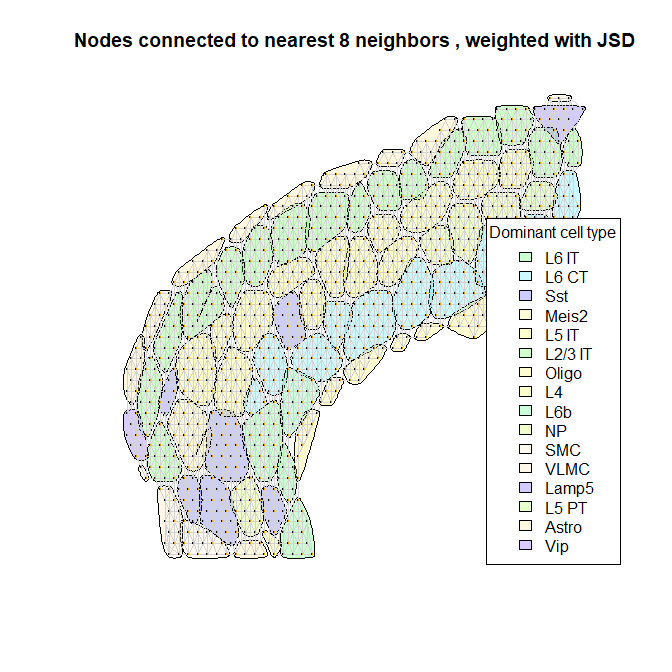 Nodes connected to nearest 8 neighbors , weighted with JSD
Dominant cell type
L6 IT
L6 CT
Sst
Meis2
L5 IT
L2/3 IT
Oligo
L4
L6b
NP
SMC
VLMC
Lamp5
L5 PT
Astro
Vip